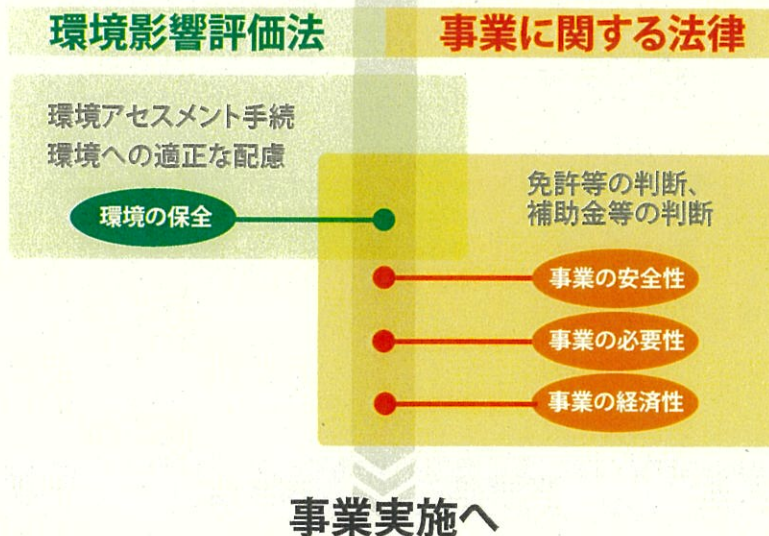 環境影響評価法
事業に関する法律
環境アセスメント手続
環境への適正な配慮
環境の保全
免許等の判断、
補助金等の判断
事業の安全性
事業の必要性
事業の経済性
事業実施へ